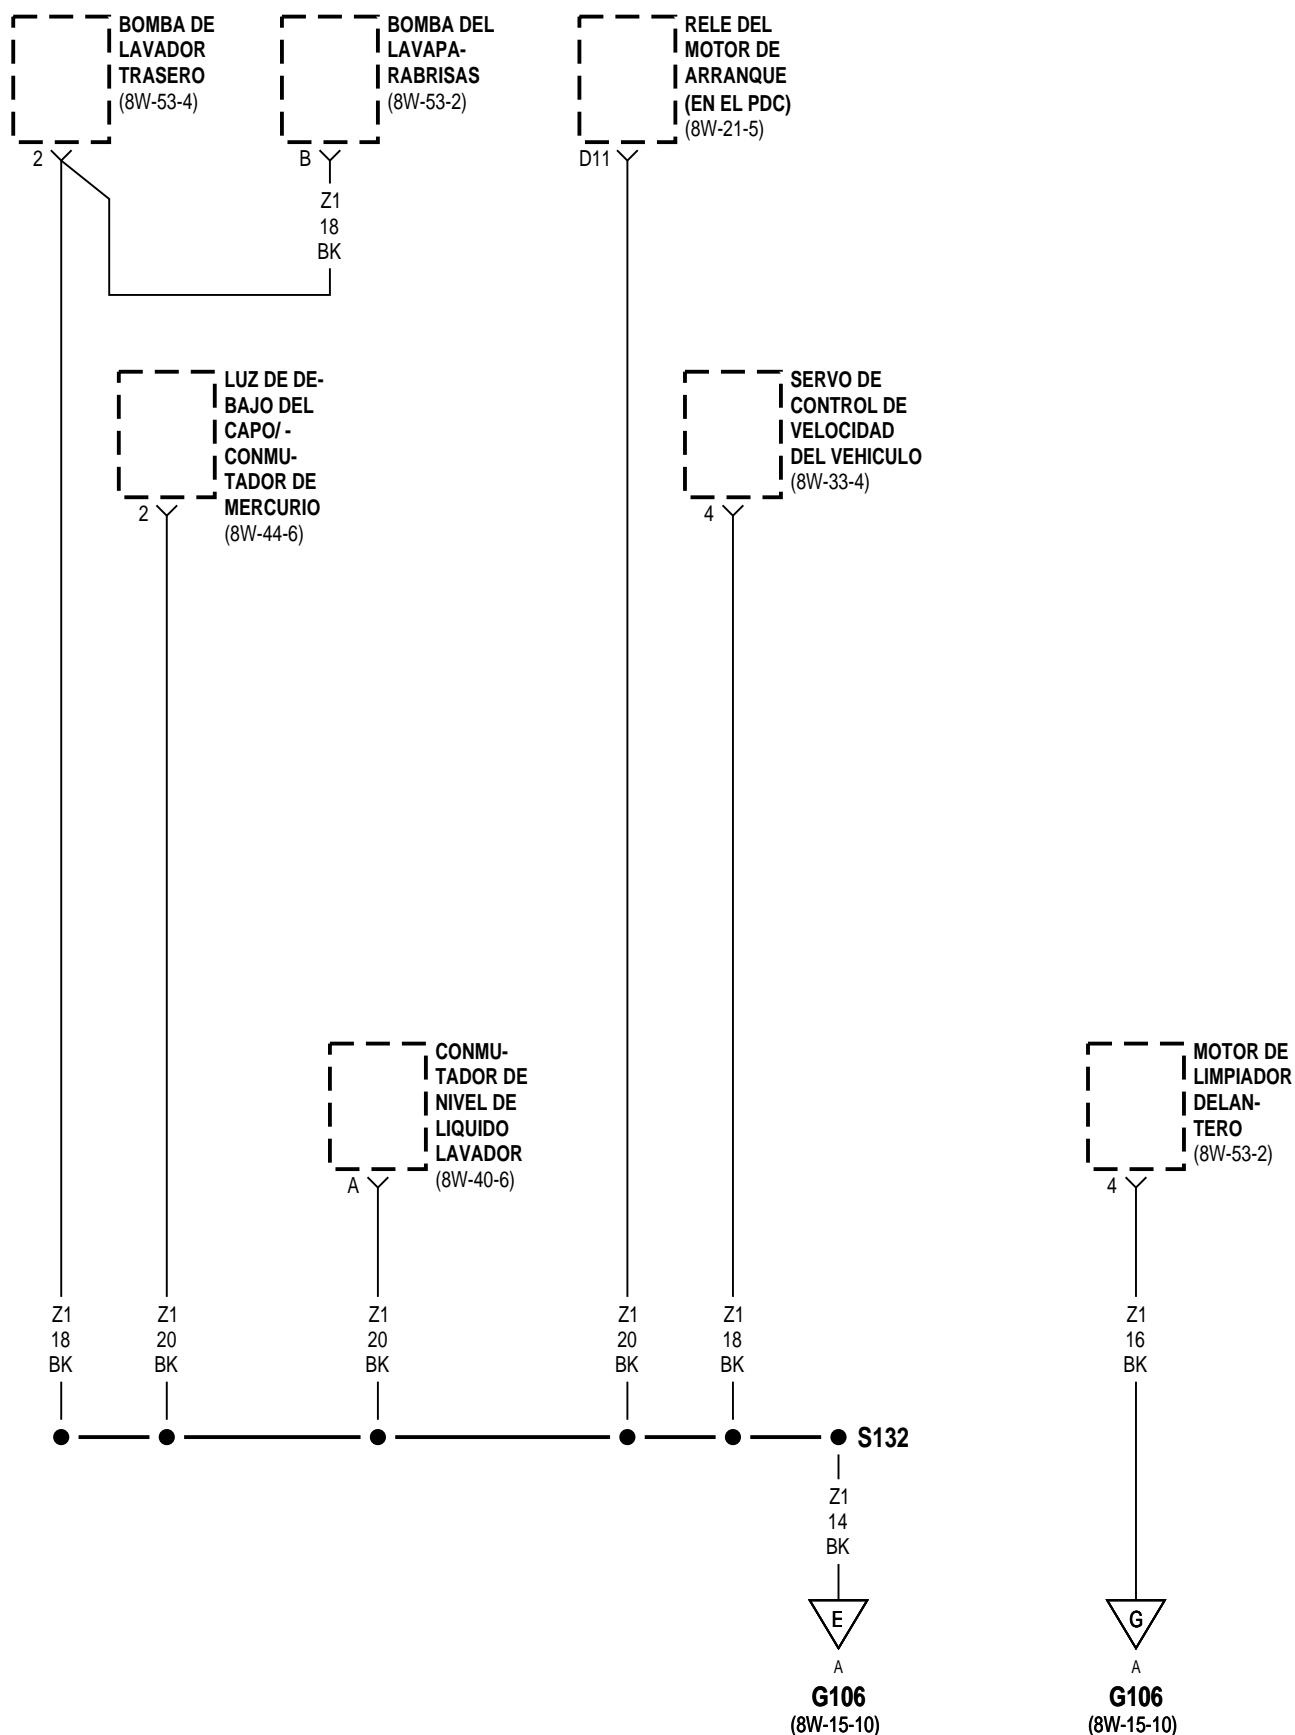 BOMBA DE
LAVADOR
TRASERO
(8W-53-4)
2
BOMBA DEL
LAVAPA-
RABRISAS
(8W-53-2)
B
Z1
18
BK
RELE DEL
MOTOR DE
ARRANQUE
(EN EL PDC)
(8W-21-5)
D11
LUZ DE DE-
BAJO DEL
CAPO/ -
CONMU-
TADOR DE
MERCURIO
(8W-44-6)
2
SERVO DE
CONTROL DE
VELOCIDAD
DEL VEHICULO
(8W-33-4)
4
CONMU-
TADOR DE
NIVEL DE
LIQUIDO
LAVADOR
(8W-40-6)
A
MOTOR DE
LIMPIADOR
DELAN-
TERO
(8W-53-2)
4
Z1
18
BK
Z1
20
BK
Z1
20
BK
Z1
20
BK
Z1
18
BK
Z1
16
BK
S132
Z1
14
BK
E
A
G106
(8W-15-10)
G
A
G106
(8W-15-10)